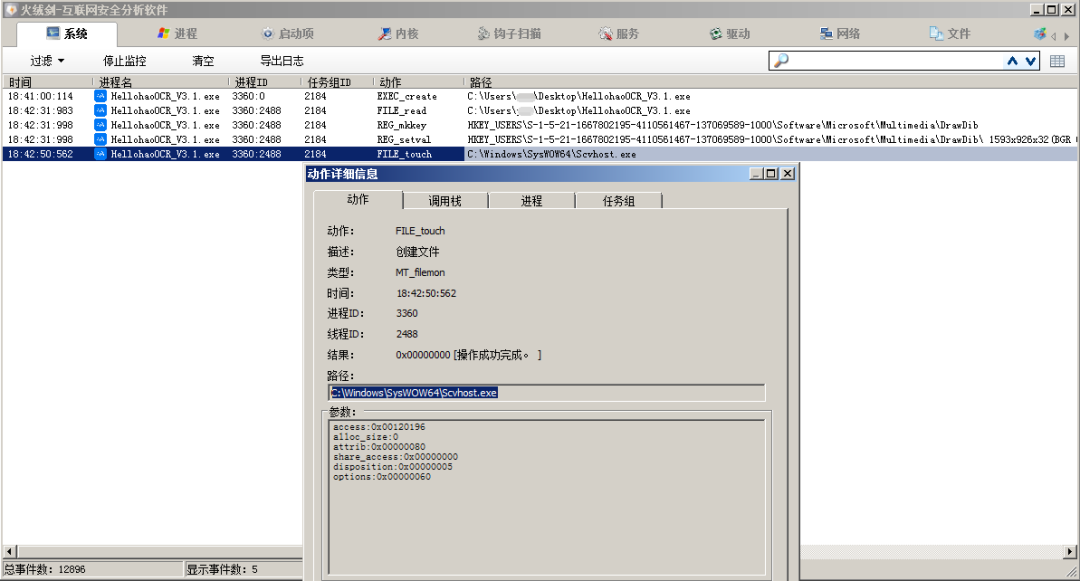 火绒剑-互联网安全分析软件
系统 进程 启动项 内核 钩子扫描 服务 驱动 网络 文件
过滤 停止监控 清空 导出日志
时间 进程名 进程ID 任务组ID 动作 路径
18:41:00:114 HellohaoOCR_V3.1.exe 3360:0 2184 EXEC_create C:\Users\ \Desktop\HellohaoOCR_V3.1.exe
18:42:31:983 HellohaoOCR_V3.1.exe 3360:2488 2184 FILE_read C:\Users\ \Desktop\HellohaoOCR_V3.1.exe
18:42:31:998 HellohaoOCR_V3.1.exe 3360:2488 2184 REG_mkkey HKEY_USERS\S-1-5-21-1667802195-4110561467-137069589-1000\Software\Microsoft\Multimedia\DrawDib
18:42:31:998 HellohaoOCR_V3.1.exe 3360:2488 2184 REG_setval HKEY_USERS\S-1-5-21-1667802195-4110561467-137069589-1000\Software\Microsoft\Multimedia\DrawDib\ 1593x926x32(BGR
18:42:50:562 HellohaoOCR_V3.1.exe 3360:2488 2184 FILE_touch C:\Windows\SysWOW64\Scvhost.exe
动作详细信息
动作 调用栈 进程 任务组
动作: FILE_touch
描述: 创建文件
类型: MT_filemon
时间: 18:42:50:562
进程ID: 3360
线程ID: 2488
结果: 0x00000000 [操作成功完成。 ]
路径:
C:\Windows\SysWOW64\Scvhost.exe
参数:
access:0x00120196
alloc_size:0
attrib:0x00000080
share_access:0x00000000
disposition:0x00000005
options:0x00000060
总事件数: 12896 显示事件数: 5